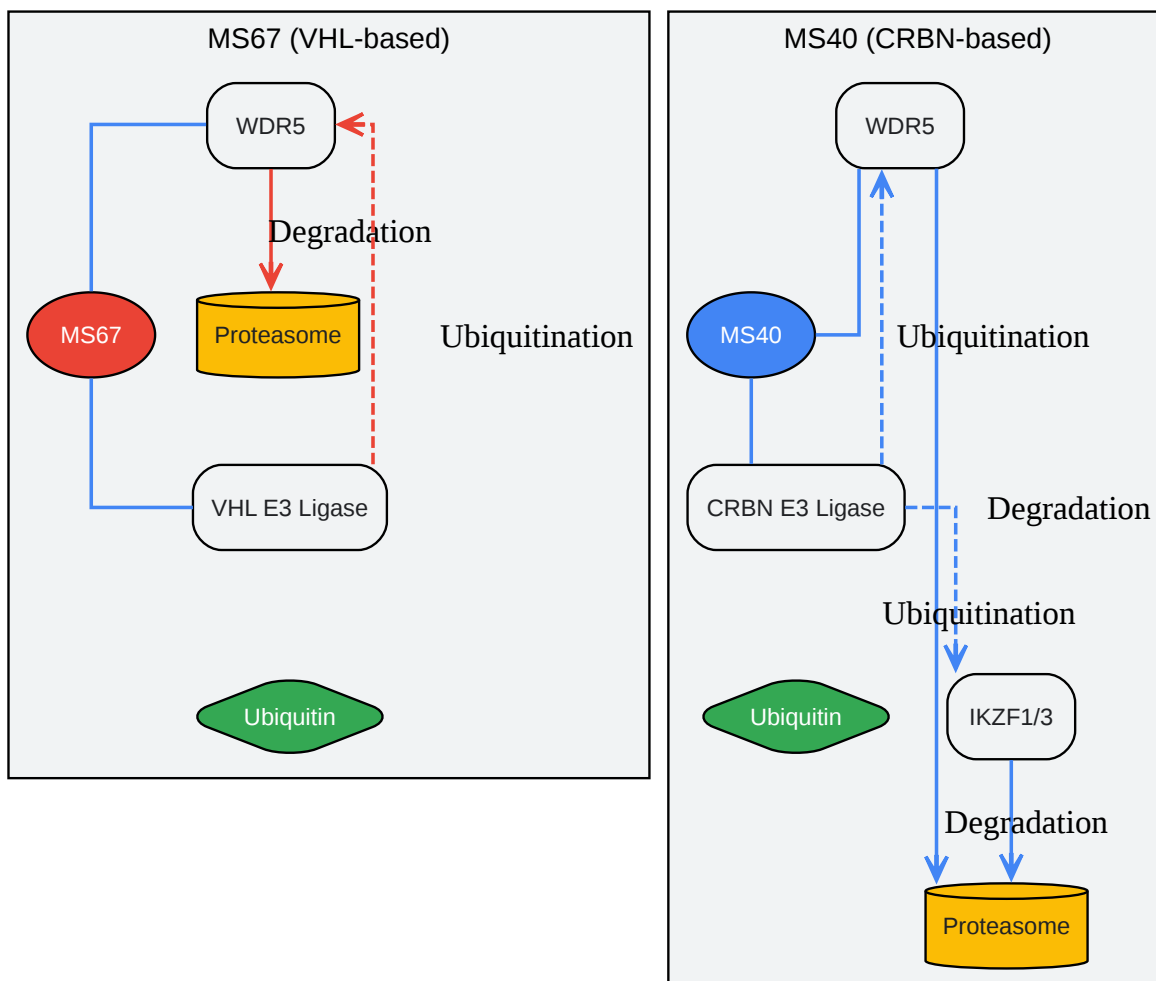 MS67 (VHL-based)
WDR5
Degradation
MS67
Proteasome
Ubiquitination
VHL E3 Ligase
Ubiquitin
MS40 (CRBN-based)
WDR5
MS40
Ubiquitination
CRBN E3 Ligase
Degradation
Ubiquitination
Ubiquitin
IKZF1/3
Degradation
Proteasome